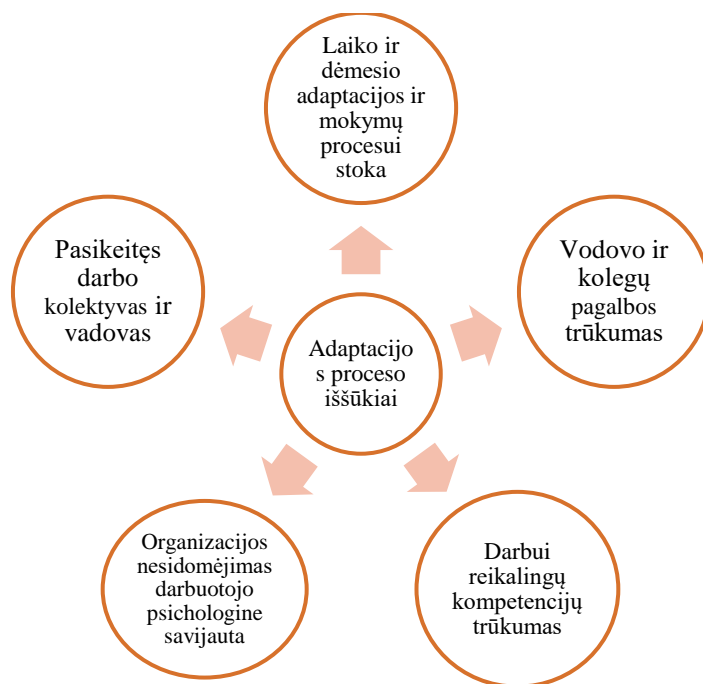 Laiko ir
dėmesio
adaptacijos ir
mokymų
procesui
stoka
Pasikeitęs
darbo
kolektyvas ir
vadovas
Vodovo ir
kolegų
pagalbos
trūkumas
Adaptacijo
s proceso
iššūkiai
Organizacijos
nesidomėjimas
darbuotojo
psichologine
savijauta
Darbui
reikalingų
kompetencijų
trūkumas